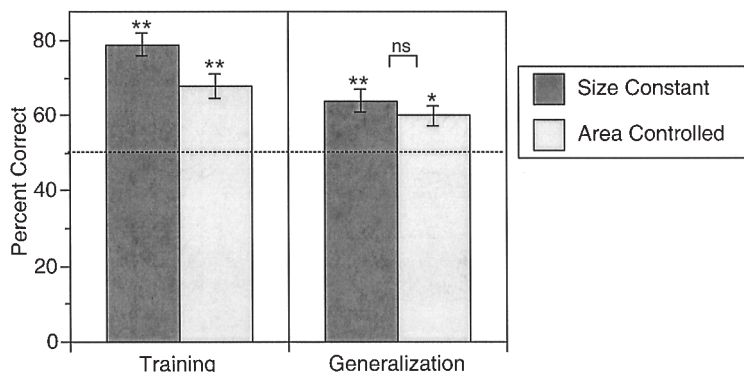 80
60
40
20
0
Percent Correct
**
**
**
ns
*
Training
Generalization
Size Constant
Area Controlled